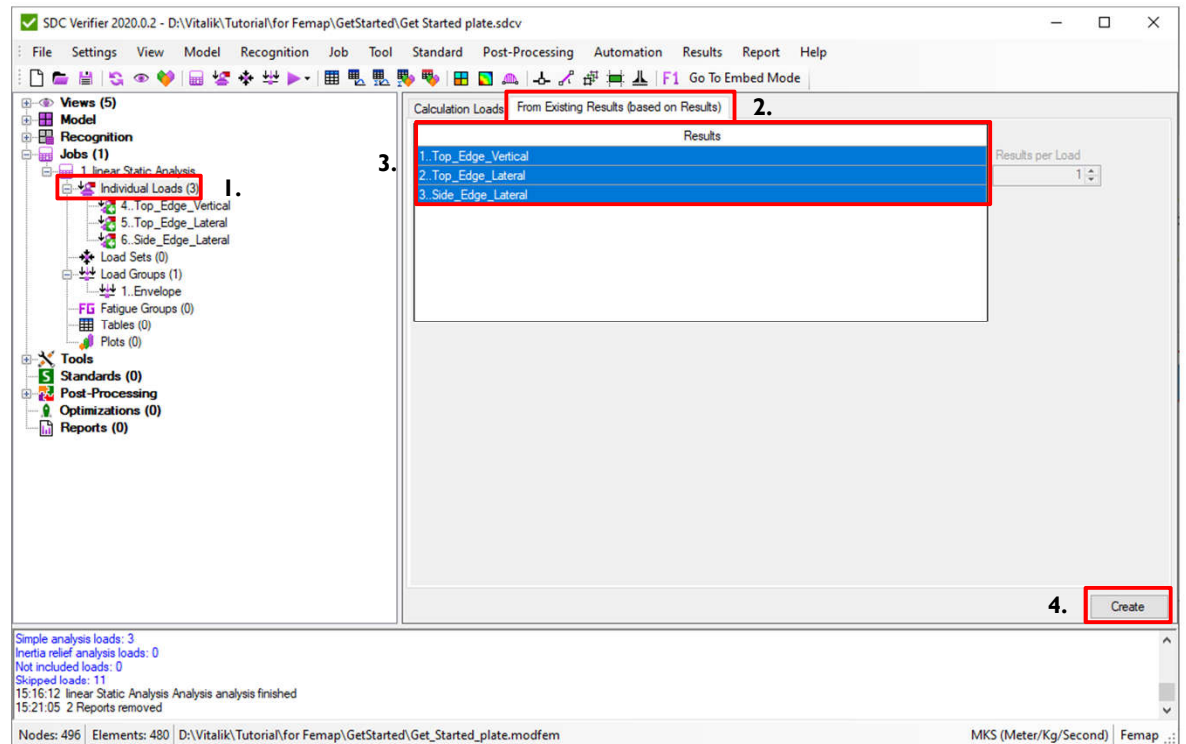 SDC Verifier 2020.0.2 - D:\Vitalik\Tutorial\for Femap\GetStarted\Get Started plate.sdcv
File Settings View Model Recognition Job Tool Standard Post-Processing Automation Results Report Help
F1 Go To Embed Mode
Views (5)
Model
Recognition
Jobs (1)
1..linear Static Analysis
Individual Loads (3)
1.
4..Top_Edge_Vertical
5..Top_Edge_Lateral
6..Side_Edge_Lateral
Load Sets (0)
Load Groups (1)
1..Envelope
FG Fatigue Groups (0)
Tables (0)
Plots (0)
Tools
S Standards (0)
Post-Processing
Optimizations (0)
Reports (0)
Calculation Loads From Existing Results (based on Results)
2.
Results
3.
1..Top_Edge_Vertical
2..Top_Edge_Lateral
3..Side_Edge_Lateral
Results per Load
1
4.
Create
Simple analysis loads: 3
Inertia relief analysis loads: 0
Not included loads: 0
Skipped loads: 11
15:16:12 linear Static Analysis Analysis analysis finished
15:21:05 2 Reports removed
Nodes: 496 Elements: 480 D:\Vitalik\Tutorial\for Femap\GetStarted\Get_Started_plate.modfem MKS (Meter/Kg/Second) Femap